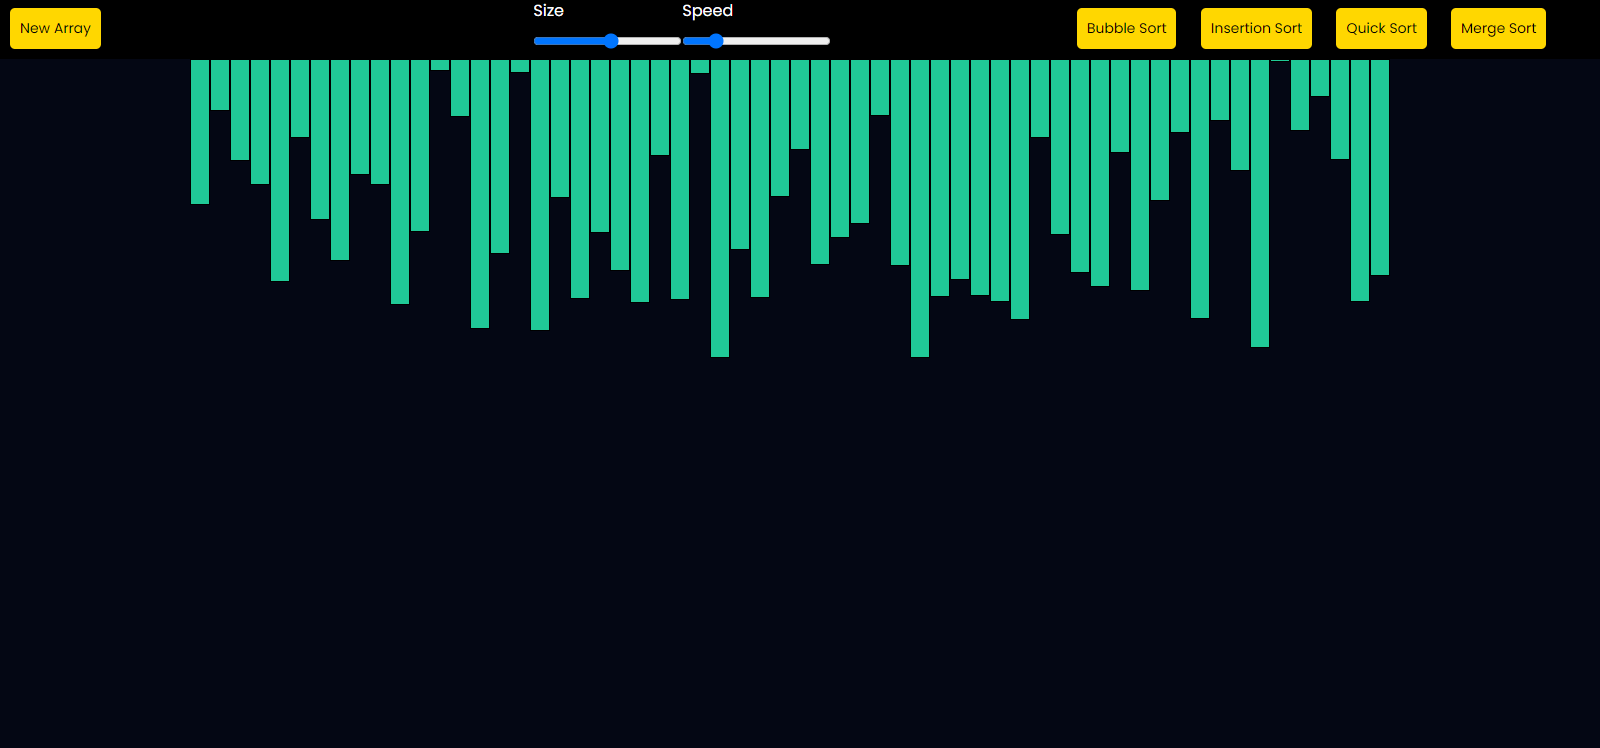 New Array
Size
Speed
Bubble Sort
Insertion Sort
Quick Sort
Merge Sort